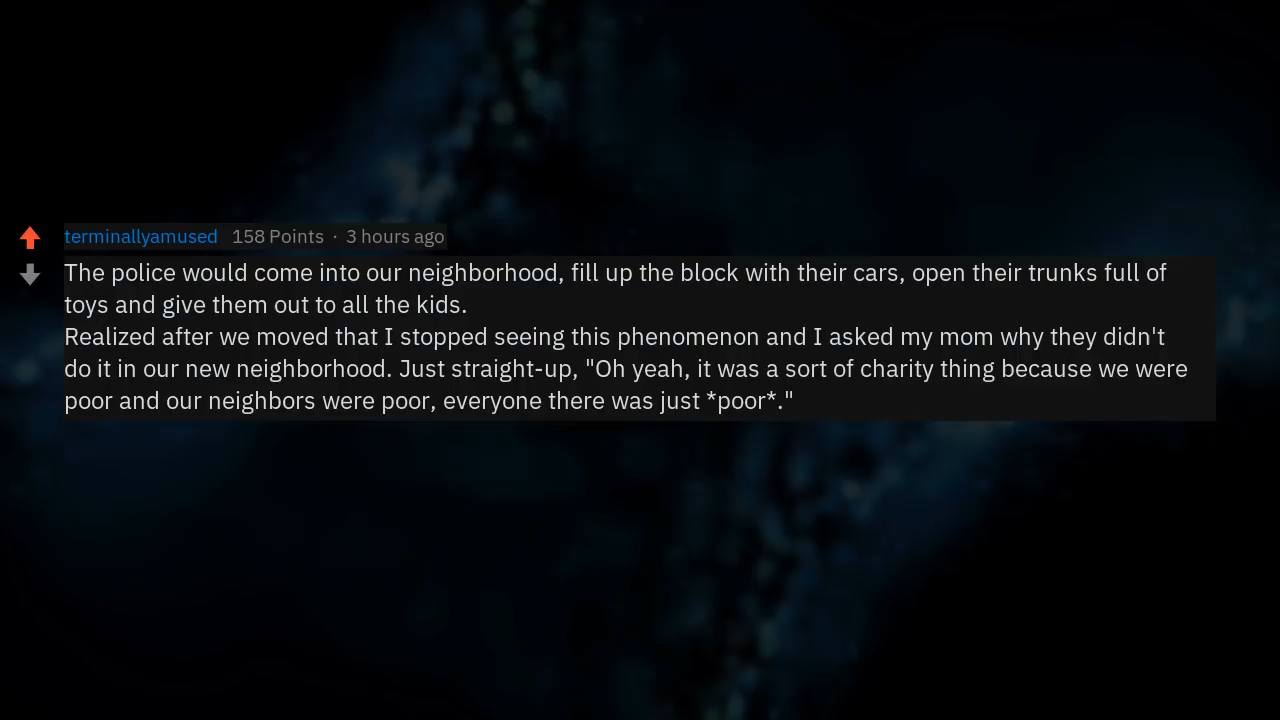 terminallyamused 158 Points · 3 hours ago
The police would come into our neighborhood, fill up the block with their cars, open their trunks full of
toys and give them out to all the kids.
Realized after we moved that I stopped seeing this phenomenon and I asked my mom why they didn't
do it in our new neighborhood. Just straight-up, "Oh yeah, it was a sort of charity thing because we were
poor and our neighbors were poor, everyone there was just *poor*."